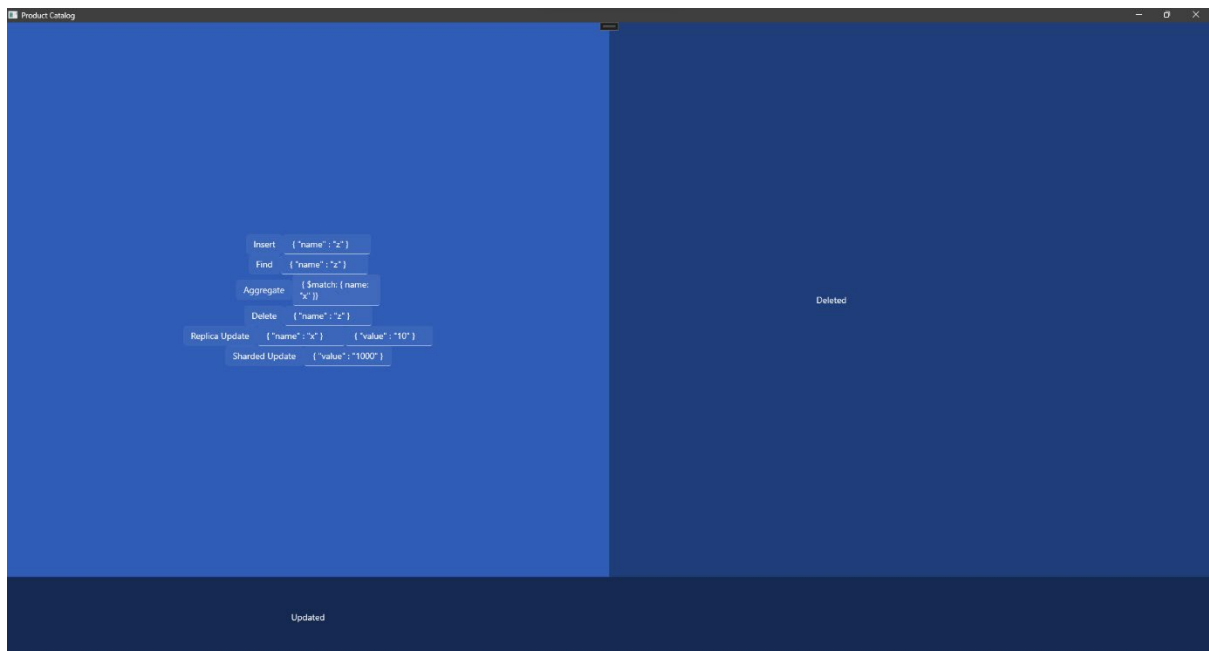 Product Catalog
Insert { "name" : "z" }
Find { "name" : "z" }
Aggregate { $match: { name:
"x" }}
Delete { "name" : "z" }
Replica Update { "name" : "x" } { "value" : "10" }
Sharded Update { "value" : "1000" }
Deleted
Updated